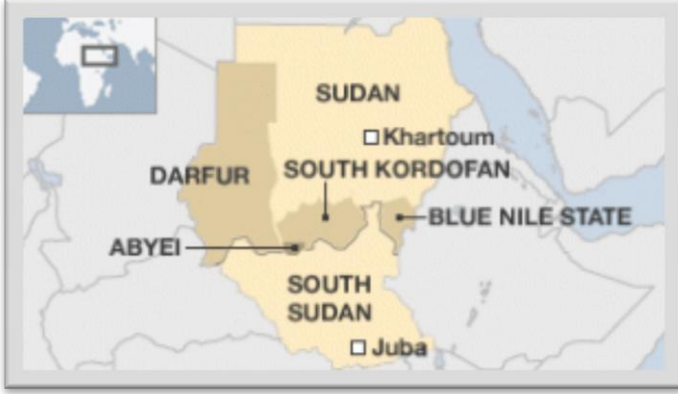 SUDAN
Khartoum
DARFUR
SOUTH KORDOFAN
BLUE NILE STATE
ABYEI
SOUTH
SUDAN
Juba